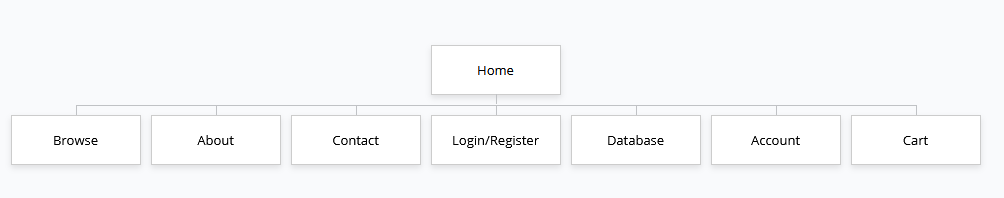 Home
Browse
About
Contact
Login/Register
Database
Account
Cart